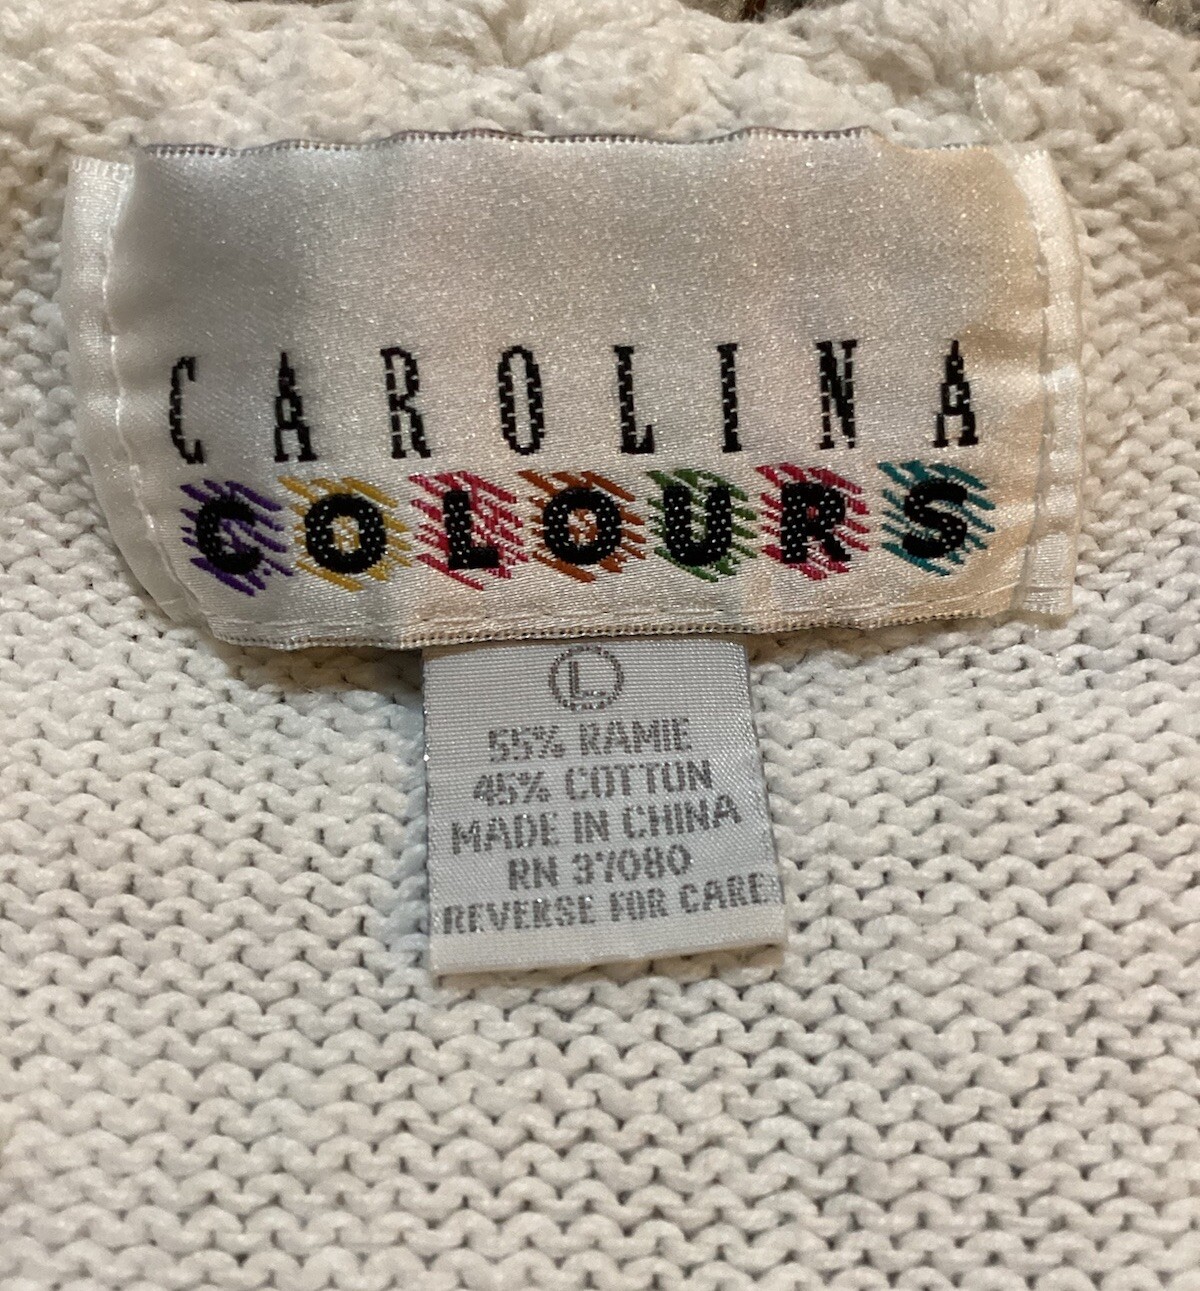 CAROLINA
COLOURS
L
55% RAMIE
45% COTTON
MADE IN CHINA
RN 37080
REVERSE FOR CARE